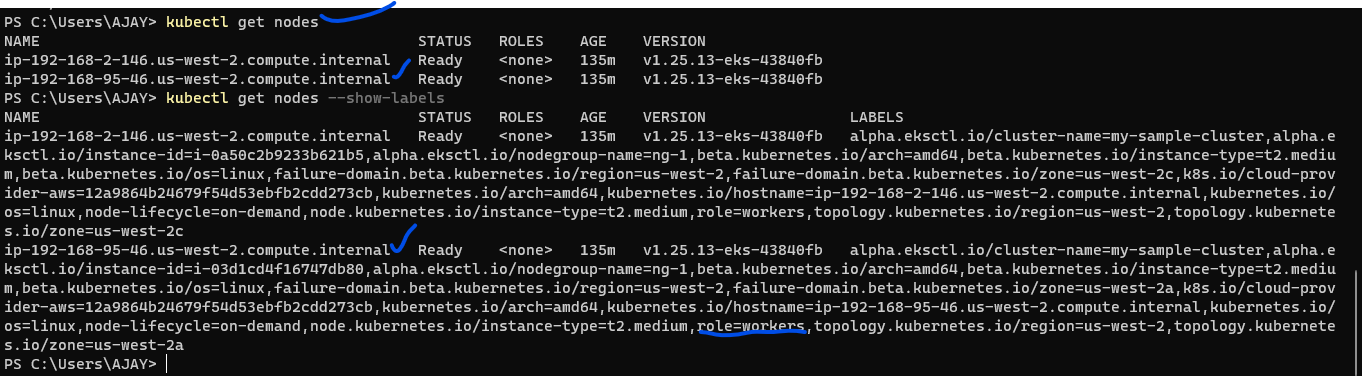 PS C:\Users\AJAY> kubectl get nodes
NAME STATUS ROLES AGE VERSION
ip-192-168-2-146.us-west-2.compute.internal Ready <none> 135m v1.25.13-eks-43840fb
ip-192-168-95-46.us-west-2.compute.internal Ready <none> 135m v1.25.13-eks-43840fb
PS C:\Users\AJAY> kubectl get nodes --show-labels
NAME STATUS ROLES AGE VERSION LABELS
ip-192-168-2-146.us-west-2.compute.internal Ready <none> 135m v1.25.13-eks-43840fb alpha.eksctl.io/cluster-name=my-sample-cluster,alpha.e
ksctl.io/instance-id=i-0a50c2b9233b621b5,alpha.eksctl.io/nodegroup-name=ng-1,beta.kubernetes.io/arch=amd64,beta.kubernetes.io/instance-type=t2.mediu
m,beta.kubernetes.io/os=linux,failure-domain.beta.kubernetes.io/region=us-west-2,failure-domain.beta.kubernetes.io/zone=us-west-2c,k8s.io/cloud-prov
ider-aws=12a9864b24679f54d53ebfb2cdd273cb,kubernetes.io/arch=amd64,kubernetes.io/hostname=ip-192-168-2-146.us-west-2.compute.internal,kubernetes.io/
os=linux,node-lifecycle=on-demand,node.kubernetes.io/instance-type=t2.medium,role=workers,topology.kubernetes.io/region=us-west-2,topology.kubernete
s.io/zone=us-west-2c
ip-192-168-95-46.us-west-2.compute.internal Ready <none> 135m v1.25.13-eks-43840fb alpha.eksctl.io/cluster-name=my-sample-cluster,alpha.e
ksctl.io/instance-id=i-03d1cd4f16747db80,alpha.eksctl.io/nodegroup-name=ng-1,beta.kubernetes.io/arch=amd64,beta.kubernetes.io/instance-type=t2.mediu
m,beta.kubernetes.io/os=linux,failure-domain.beta.kubernetes.io/region=us-west-2,failure-domain.beta.kubernetes.io/zone=us-west-2a,k8s.io/cloud-prov
ider-aws=12a9864b24679f54d53ebfb2cdd273cb,kubernetes.io/arch=amd64,kubernetes.io/hostname=ip-192-168-95-46.us-west-2.compute.internal,kubernetes.io/
os=linux,node-lifecycle=on-demand,node.kubernetes.io/instance-type=t2.medium,role=workers,topology.kubernetes.io/region=us-west-2,topology.kubernete
s.io/zone=us-west-2a
PS C:\Users\AJAY>